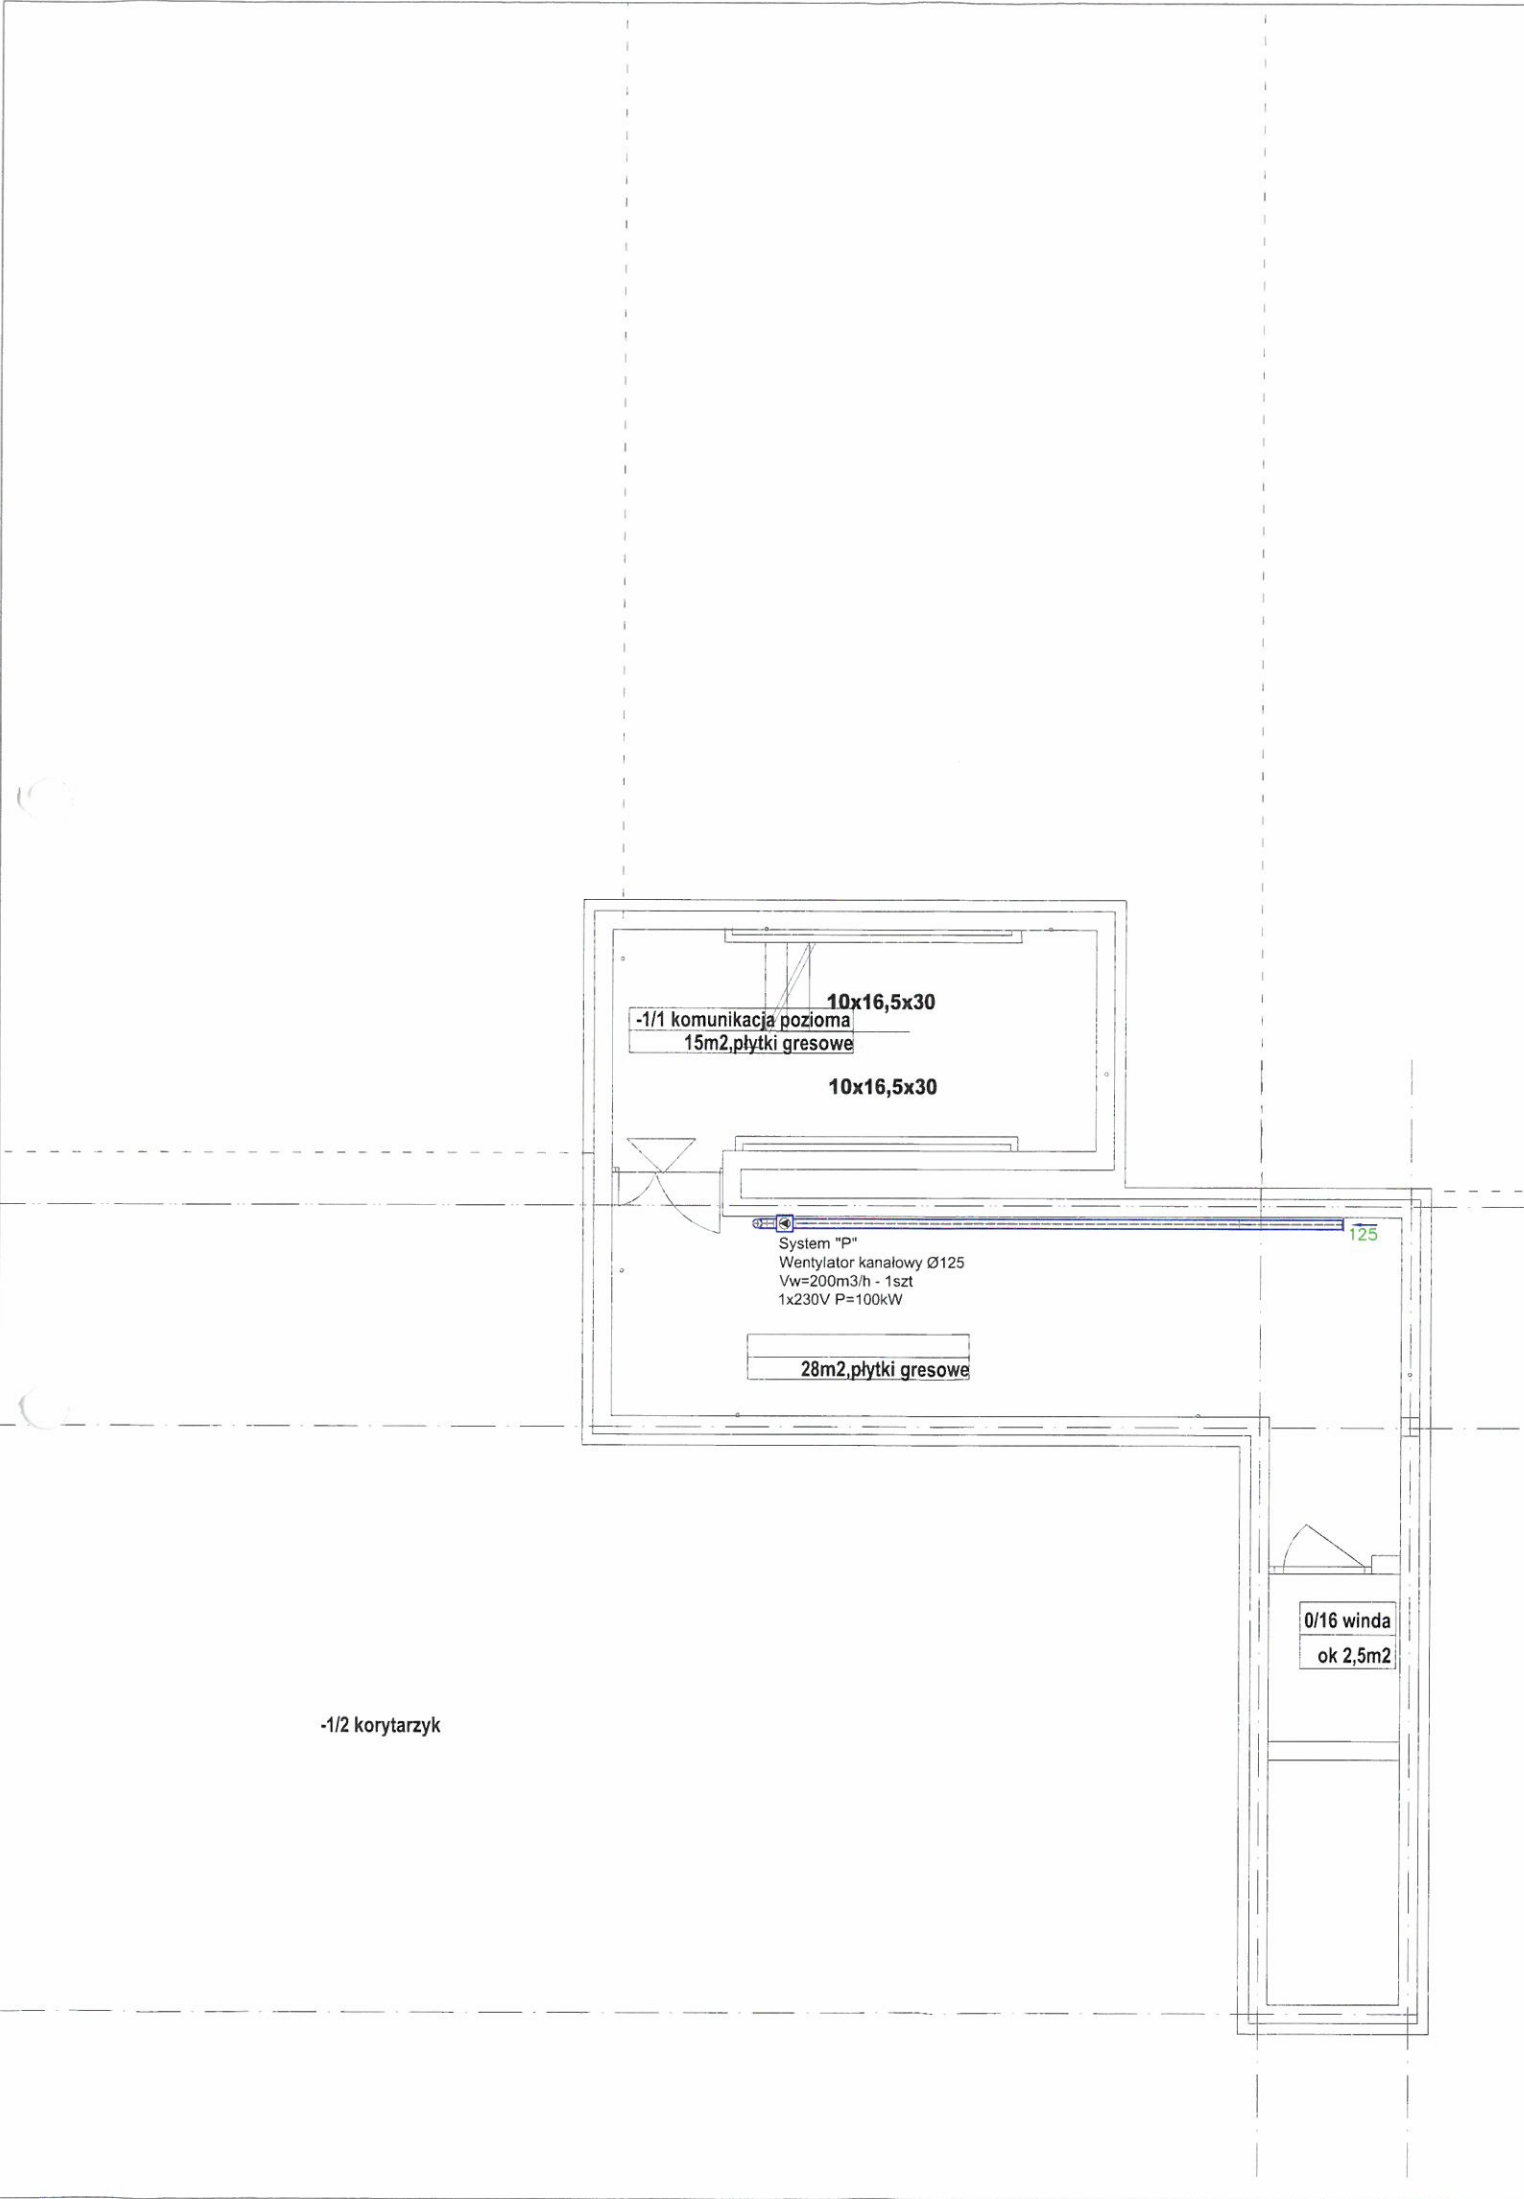 10x16,5x30
-1/1 komunikacja pozioma
15m2,płytki gresowe
10x16,5x30
125
System "P"
Wentylator kanałowy Ø125
Vw=200m3/h - 1szt
1x230V P=100kW
28m2,płytki gresowe
0/16 winda
ok 2,5m2
-1/2 korytarzyk